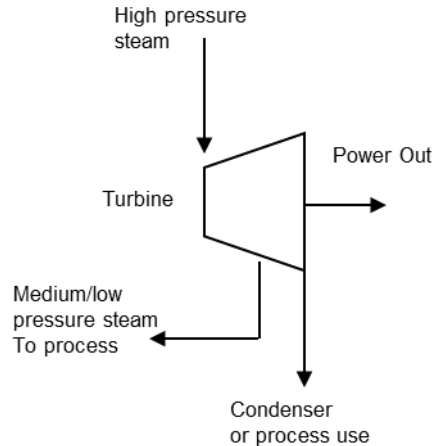 High pressure
steam
Power Out
Turbine
Medium/low
pressure steam
To process
Condenser
or process use